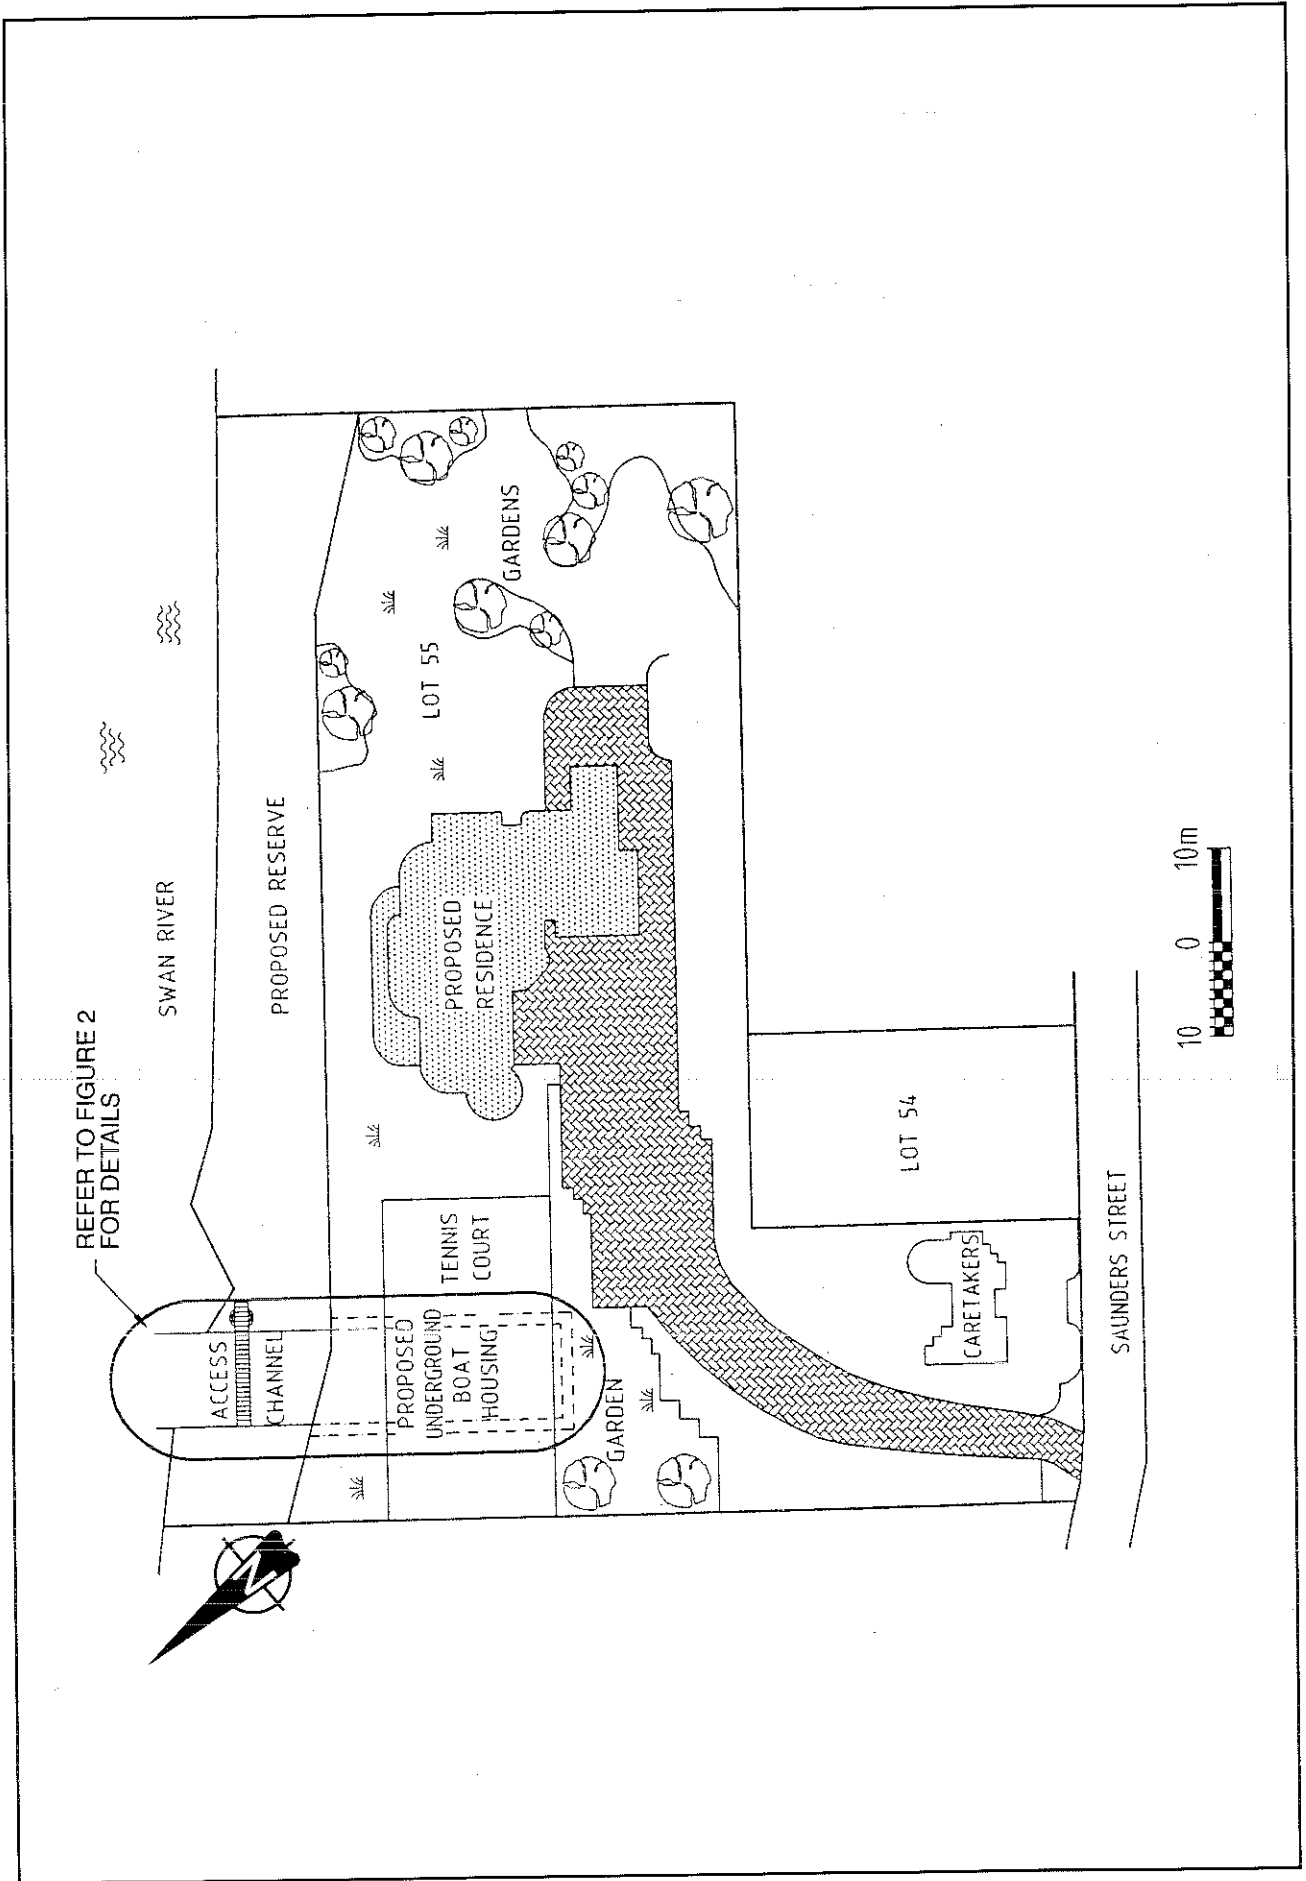 REFER TO FIGURE 2
FOR DETAILS
SWAN RIVER
PROPOSED RESERVE
ACCESS
CHANNEL
PROPOSED
UNDERGROUND
BOAT
HOUSING
TENNIS
COURT
PROPOSED
RESIDENCE
LOT 55
GARDENS
GARDEN
N
CARETAKERS
LOT 54
SAUNDERS STREET
10 0 10m